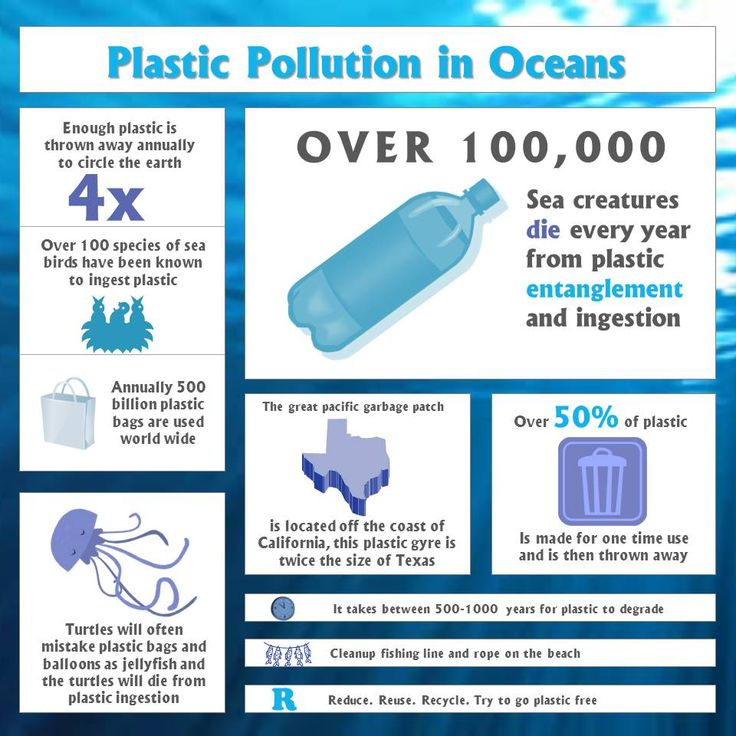 Plastic Pollution in Oceans
Enough plastic is
thrown away annually
to circle the earth
4x
Over 100 species of sea
birds have been known
to ingest plastic
Annually 500
billion plastic
bags are used
world wide
Turtles will often
mistake plastic bags and
balloons as jellyfish and
the turtles will die from
plastic ingestion
OVER 100,000
Sea creatures
die every year
from plastic
entanglement
and ingestion
The great pacific garbage patch
is located off the coast of
California, this plastic gyre is
twice the size of Texas
Over 50% of plastic
Is made for one time use
and is then thrown away
It takes between 500-1000 years for plastic to degrade
Cleanup fishing line and rope on the beach
R Reduce. Reuse. Recycle. Try to go plastic free